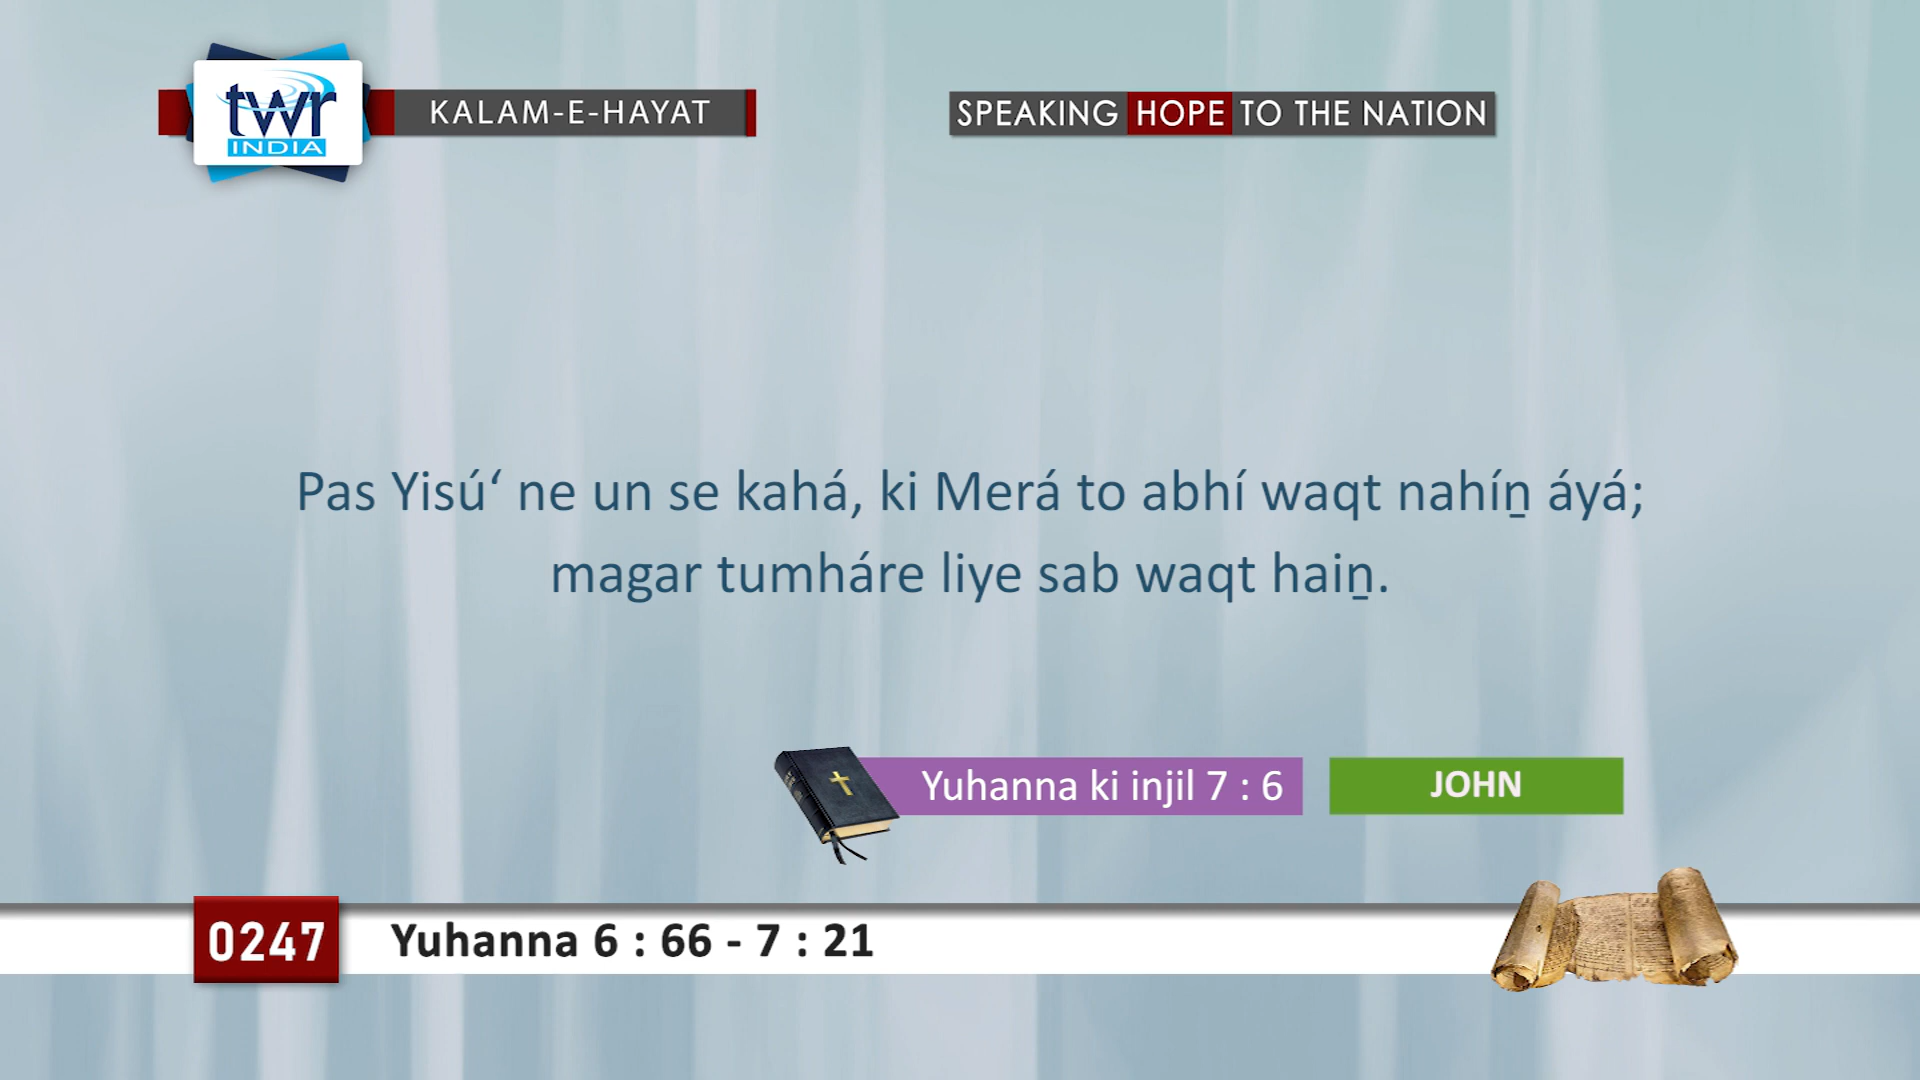 twr
INDIA
KALAM-E-HAYAT
SPEAKING HOPE TO THE NATION
Pas Yisú‘ ne un se kahá, ki Merá to abhí waqt nahíṉ áyá;
magar tumháre liye sab waqt haiṉ.
Yuhanna ki injil 7 : 6
JOHN
0247
Yuhanna 6 : 66 - 7 : 21